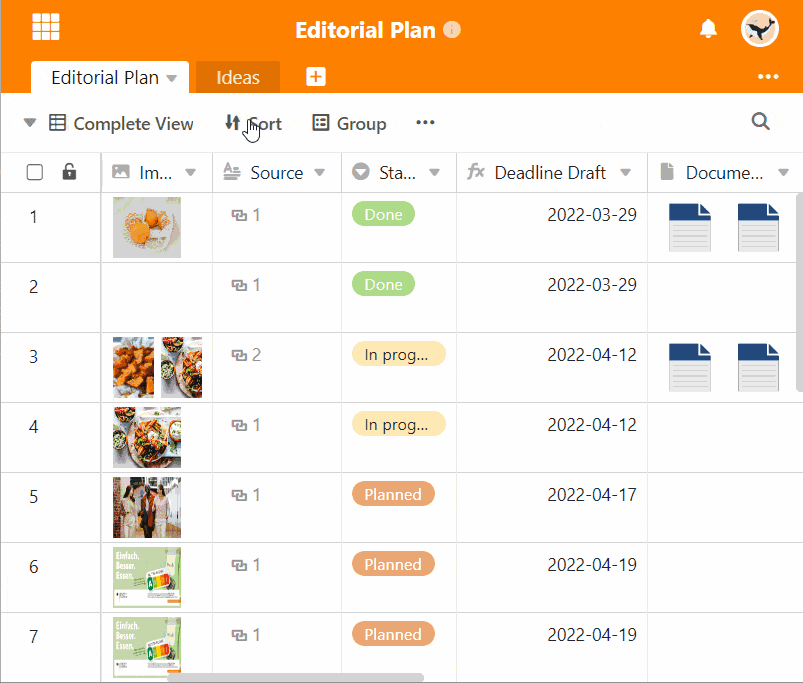 Editorial Plan
Editorial Plan Ideas
Complete View Sort Group
Im... Source Sta... Deadline Draft Docume...
1 1 Done 2022-03-29
2 1 Done 2022-03-29
3 2 In prog... 2022-04-12
4 1 In prog... 2022-04-12
5 1 Planned 2022-04-17
6 Einfach. Besser. Essen. 1 Planned 2022-04-19
7 Einfach. Besser. Essen. 1 Planned 2022-04-19